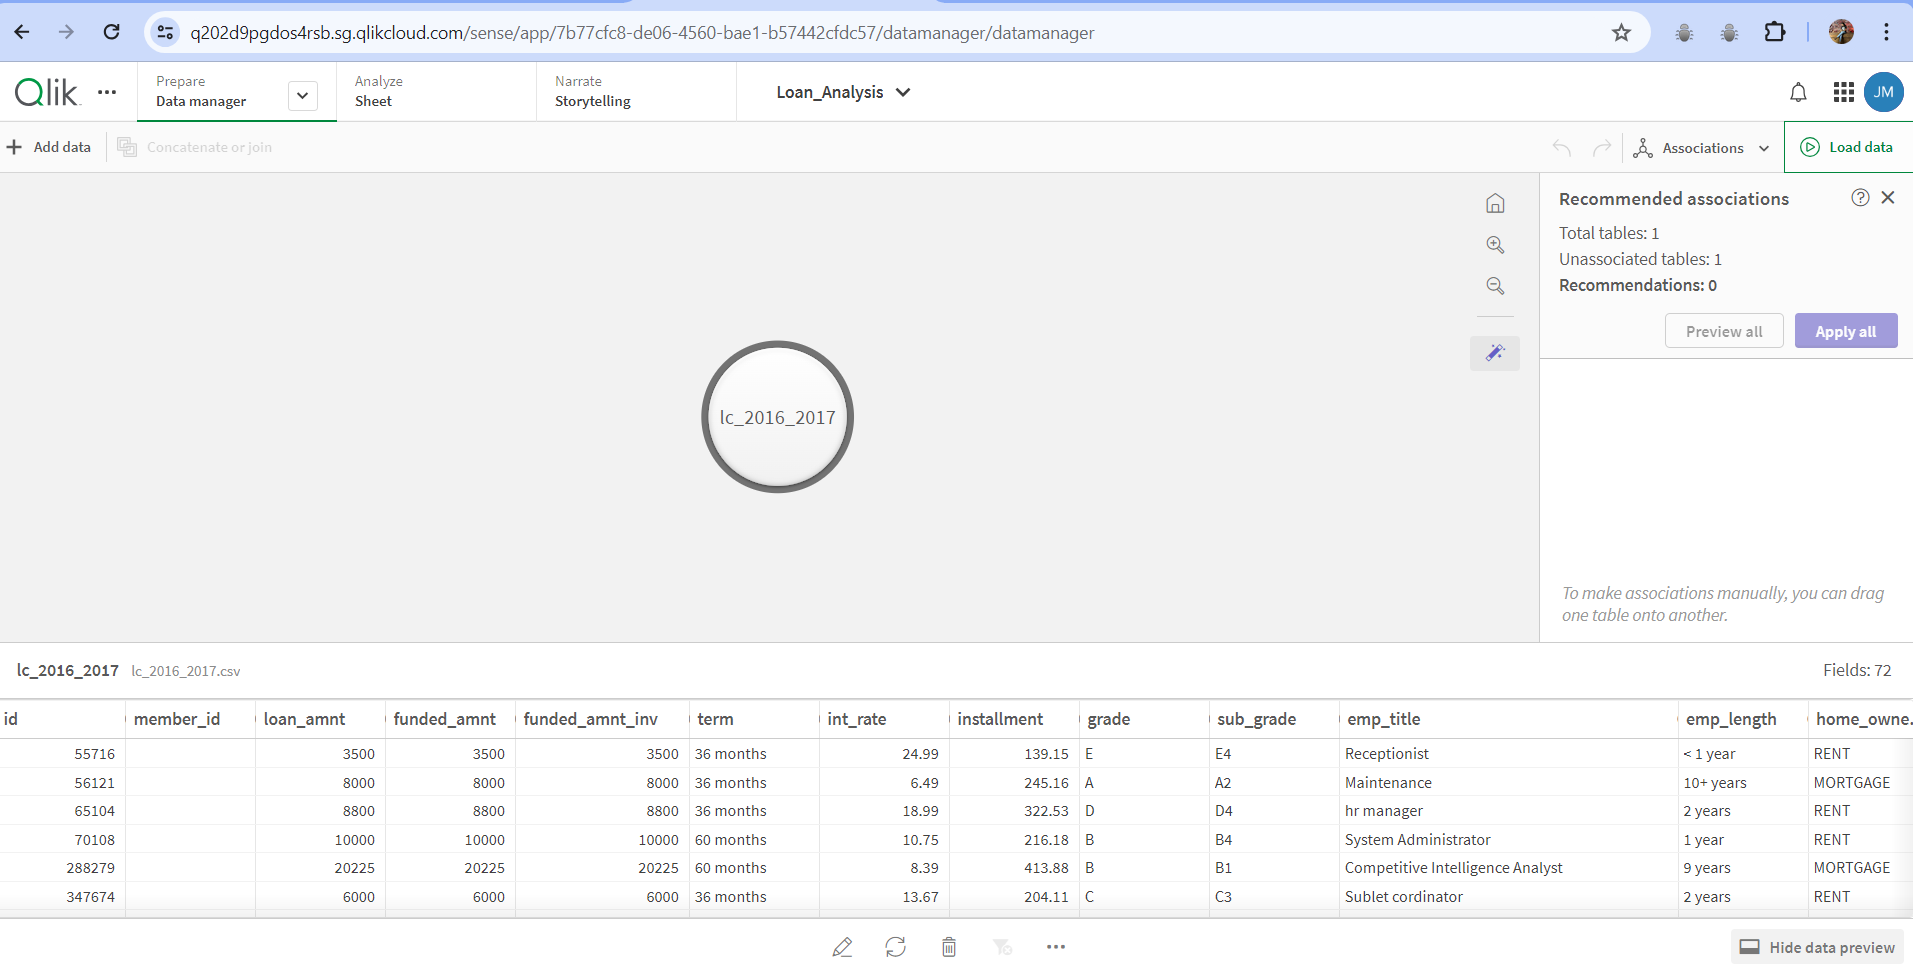 q202d9pgdos4rsb.sg.qlikcloud.com/sense/app/7b77cfc8-de06-4560-bae1-b57442cfdc57/datamanager/datamanager
Qlik
Prepare
Data manager
Analyze
Sheet
Narrate
Storytelling
Loan_Analysis
JM
Add data
Concatenate or join
Associations
Load data
Recommended associations
Total tables: 1
Unassociated tables: 1
Recommendations: 0
Preview all
Apply all
lc_2016_2017
To make associations manually, you can drag
one table onto another.
lc_2016_2017 lc_2016_2017.csv Fields: 72
id member_id loan_amnt funded_amnt funded_amnt_inv term int_rate installment grade sub_grade emp_title emp_length home_owne.
55716 3500 3500 3500 36 months 24.99 139.15 E E4 Receptionist < 1 year RENT
56121 8000 8000 8000 36 months 6.49 245.16 A A2 Maintenance 10+ years MORTGAGE
65104 8800 8800 8800 36 months 18.99 322.53 D D4 hr manager 2 years RENT
70108 10000 10000 10000 60 months 10.75 216.18 B B4 System Administrator 1 year RENT
288279 20225 20225 20225 60 months 8.39 413.88 B B1 Competitive Intelligence Analyst 9 years MORTGAGE
347674 6000 6000 6000 36 months 13.67 204.11 C C3 Sublet cordinator 2 years RENT
Hide data preview